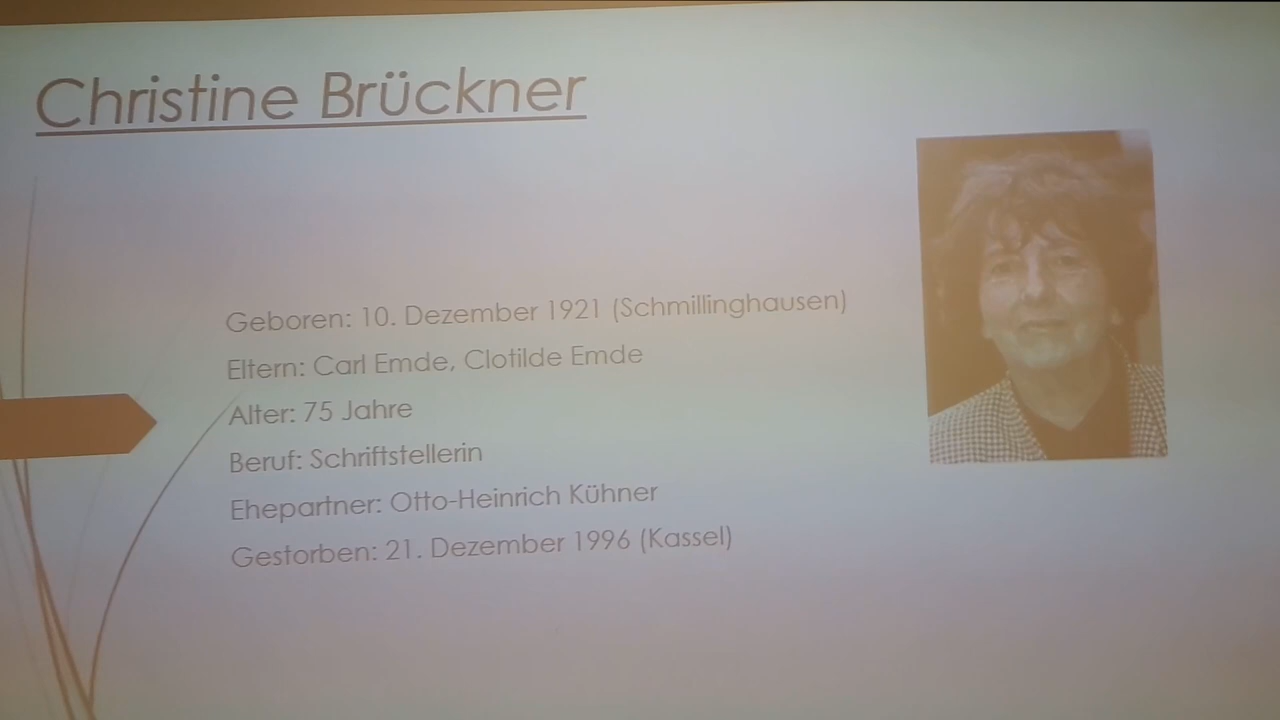 Christine Brückner
Geboren: 10. Dezember 1921 (Schmillinghausen)
Eltern: Carl Emde, Clotilde Emde
Alter: 75 Jahre
Beruf: Schriftstellerin
Ehepartner: Otto-Heinrich Kühner
Gestorben: 21. Dezember 1996 (Kassel)